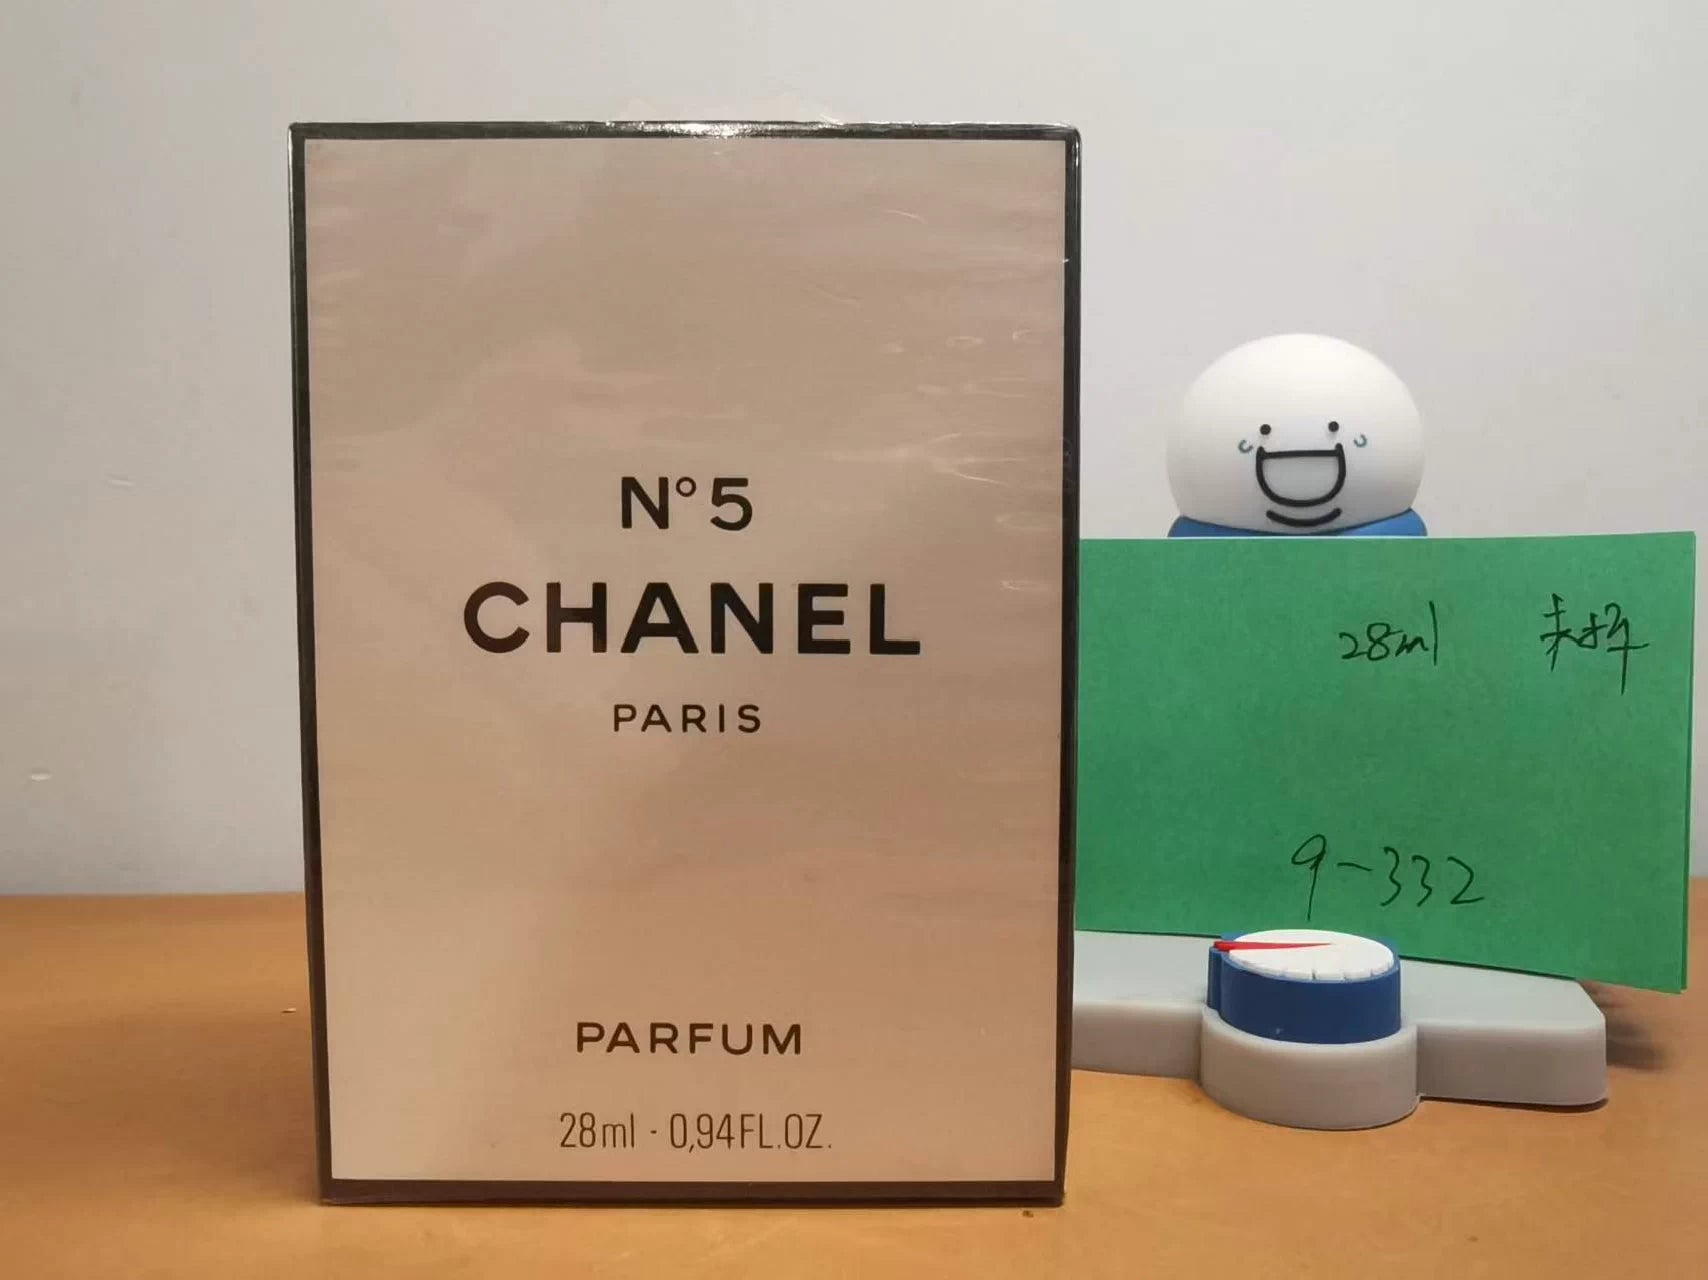 N°5
CHANEL
PARIS
PARFUM
28ml - 0,94FL.OZ.
28ml 未拆
9-332